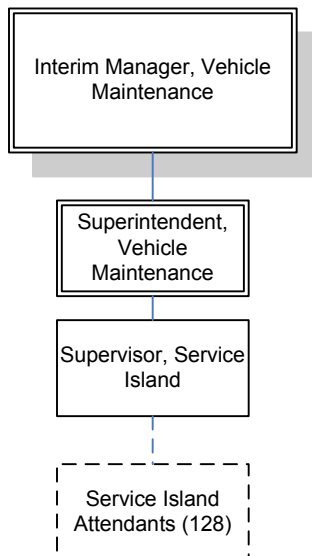 Interim Manager, Vehicle
Maintenance
Superintendent,
Vehicle
Maintenance
Supervisor, Service
Island
Service Island
Attendants (128)